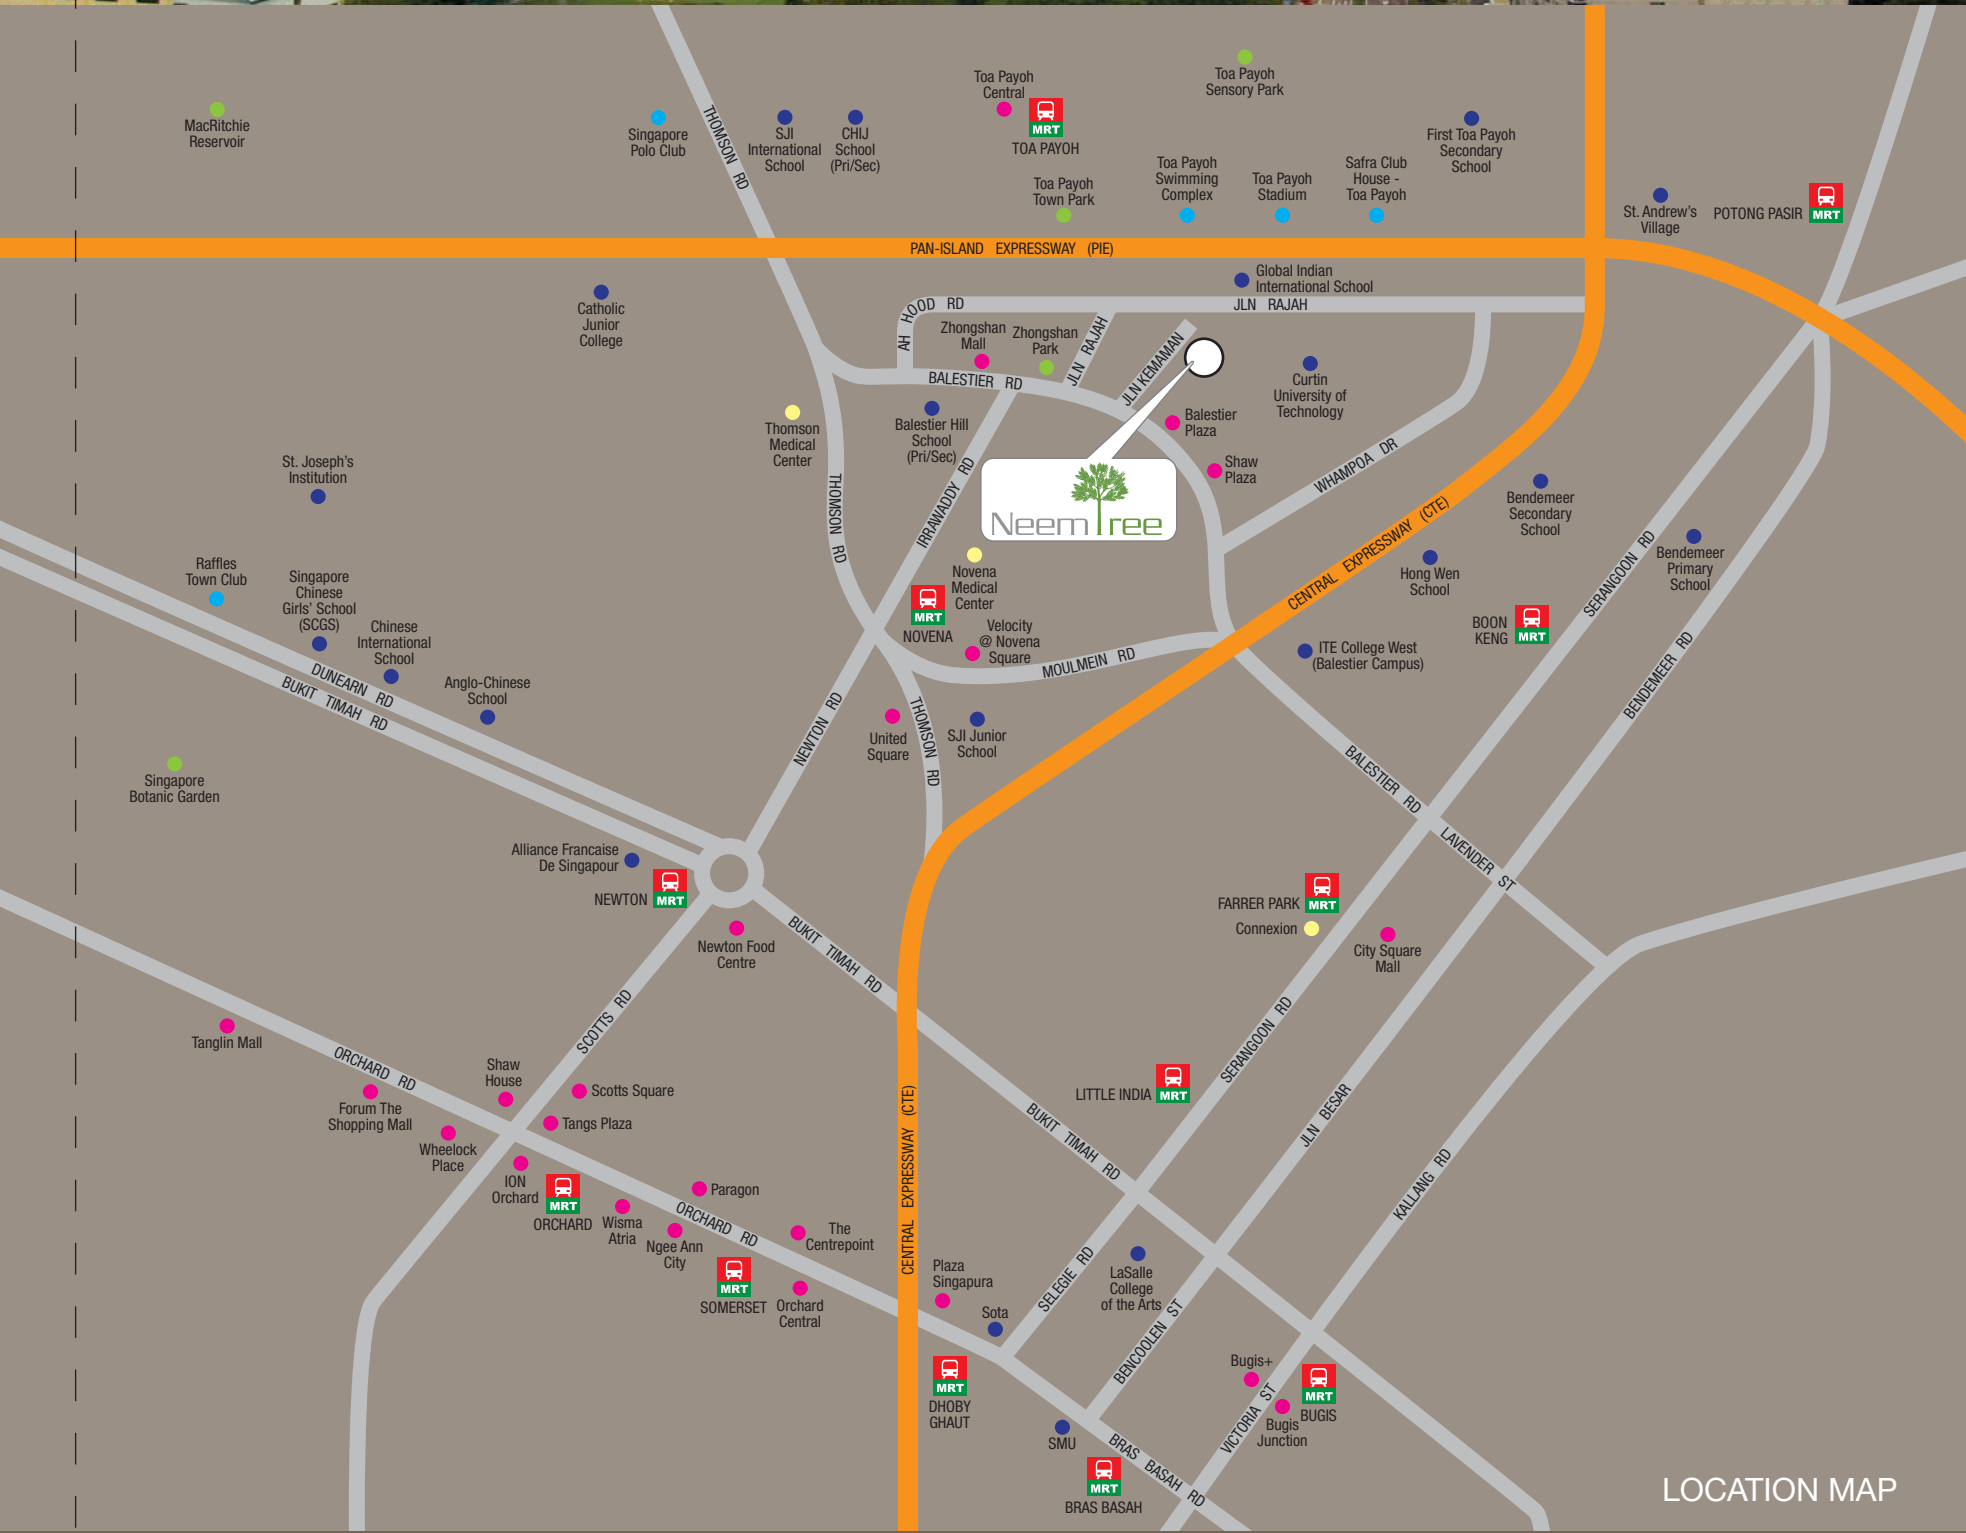 MacRitchie
Reservoir
Singapore
Polo Club
THOMSON RD
SJI
International
School
CHIJ
School
(Pri/Sec)
Toa Payoh
Central
MRT
TOA PAYOH
Toa Payoh
Town Park
Toa Payoh
Sensory Park
Toa Payoh
Swimming
Complex
Toa Payoh
Stadium
Safra Club
House -
Toa Payoh
First Toa Payoh
Secondary
School
St. Andrew's
Village
POTONG PASIR
MRT
PAN-ISLAND EXPRESSWAY (PIE)
Catholic
Junior
College
Global Indian
International School
AH HOOD RD
JLN RAJAH
Zhongshan
Mall
Zhongshan
Park
JLN RAJAH
JLN KEMAMAN
BALESTIER RD
Curtin
University of
Technology
Balestier
Plaza
Shaw
Plaza
Thomson
Medical
Center
Balestier Hill
School
(Pri/Sec)
WHAMPOA DR
St. Joseph's
Institution
THOMSON RD
IRRAWADDY RD
NeemTree
CENTRAL EXPRESSWAY (CTE)
Bendemeer
Secondary
School
Bendemeer
Primary
School
SERANGOON RD
Hong Wen
School
Raffles
Town Club
Singapore
Chinese
Girls' School
(SCGS)
Chinese
International
School
Novena
Medical
Center
MRT
NOVENA
Velocity
@ Novena
Square
MOULMEIN RD
BOON
KENG
MRT
ITE College West
(Balestier Campus)
BENDEMEER RD
DUNEARN RD
BUKIT TIMAH RD
Anglo-Chinese
School
NEWTON RD
United
Square
THOMSON RD
SJI Junior
School
Singapore
Botanic Garden
BALESTIER RD
LAVENDER ST
Alliance Francaise
De Singapour
NEWTON
MRT
Newton Food
Centre
BUKIT TIMAH RD
FARRER PARK
MRT
Connexion
City Square
Mall
SCOTTS RD
SERANGOON RD
Tanglin Mall
ORCHARD RD
Forum The
Shopping Mall
Shaw
House
Scotts Square
Tangs Plaza
Wheelock
Place
ION
Orchard
MRT
ORCHARD
Wisma
Atria
Paragon
ORCHARD RD
Ngee Ann
City
The
Centrepoint
MRT
SOMERSET
Orchard
Central
CENTRAL EXPRESSWAY (CTE)
LITTLE INDIA
MRT
BUKIT TIMAH RD
JLN BESAR
KALLANG RD
Plaza
Singapura
Sota
SELEGIE RD
LaSalle
College
of the Arts
BENCOOLEN ST
MRT
DHOBY
GHAUT
SMU
BRAS BASAH RD
MRT
BRAS BASAH
Bugis+
VICTORIA ST
Bugis
Junction
MRT
BUGIS
LOCATION MAP